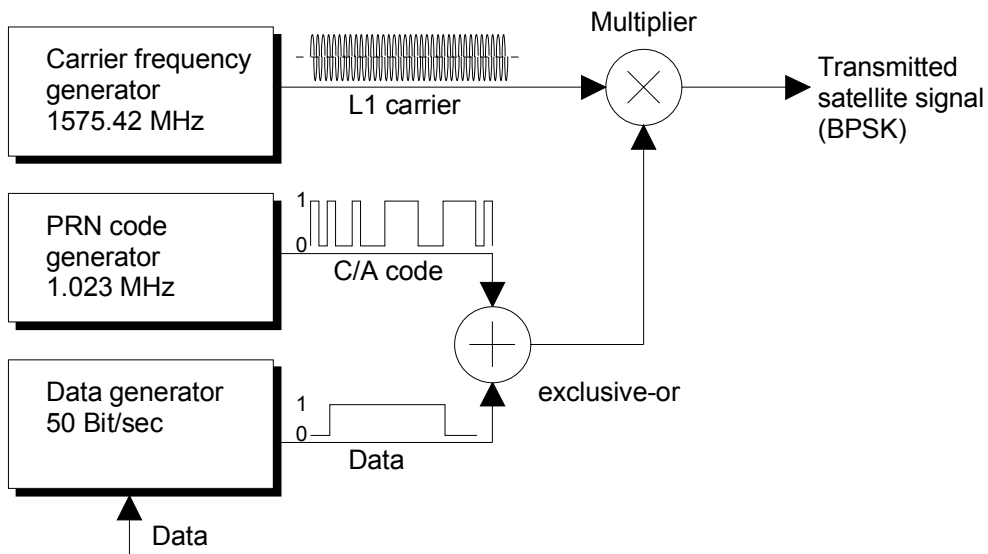 Multiplier
Carrier frequency
generator
1575.42 MHz
L1 carrier
Transmitted
satellite signal
(BPSK)
PRN code
generator
1.023 MHz
1
0
C/A code
Data generator
50 Bit/sec
1
0
Data
exclusive-or
Data